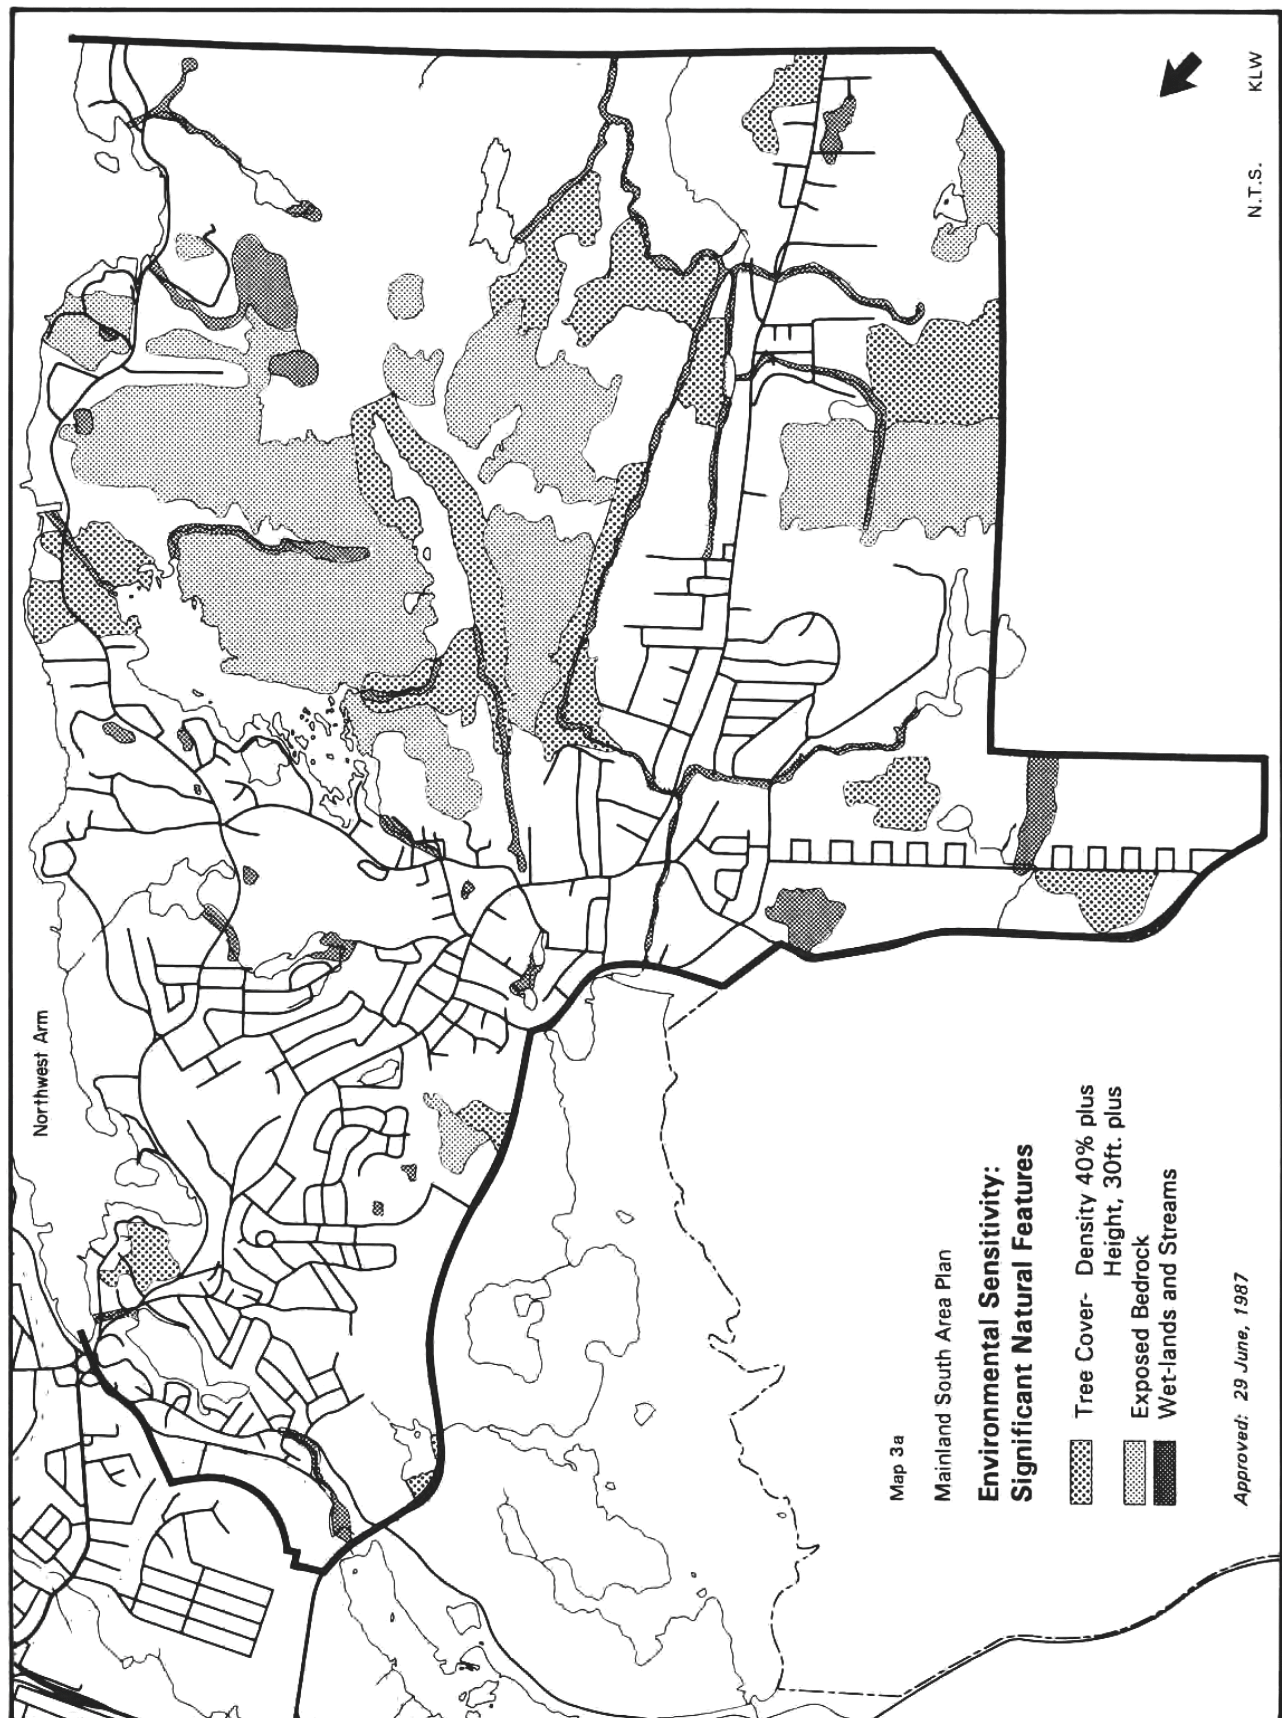 Northwest Arm
Map 3a
Mainland South Area Plan
Environmental Sensitivity:
Significant Natural Features
Tree Cover- Density 40% plus
Height, 30ft. plus
Exposed Bedrock
Wet-lands and Streams
Approved: 29 June, 1987
N.T.S. KLW